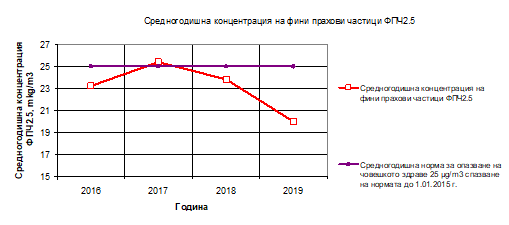 Средногодишна концентрация на фини прахови частици ФПЧ2.5
Средногодишна концентрация
ФПЧ2.5, mkg/m3
27
25
23
21
19
17
15
2016 2017 2018 2019
Година
Средногодишна концентрация на
фини прахови частици ФПЧ2.5
Средногодишна норма за опазване на
човешкото здраве 25 µg/m3 спазване
на нормата до 1.01.2015 г.